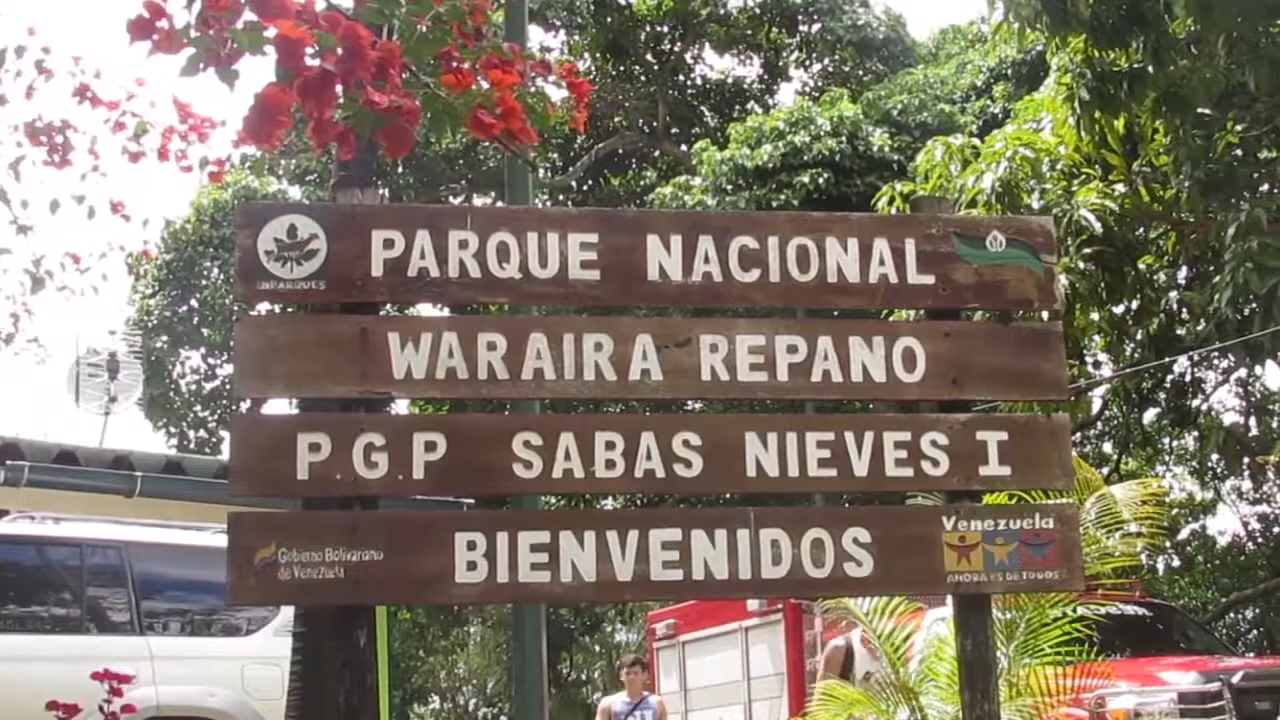 INPARQUES
PARQUE NACIONAL
WARAIRA REPANO
P.G.P SABAS NIEVES I
BIENVENIDOS
Gobierno Bolivariano
de Venezuela
Venezuela
AHORA ES DE TODOS